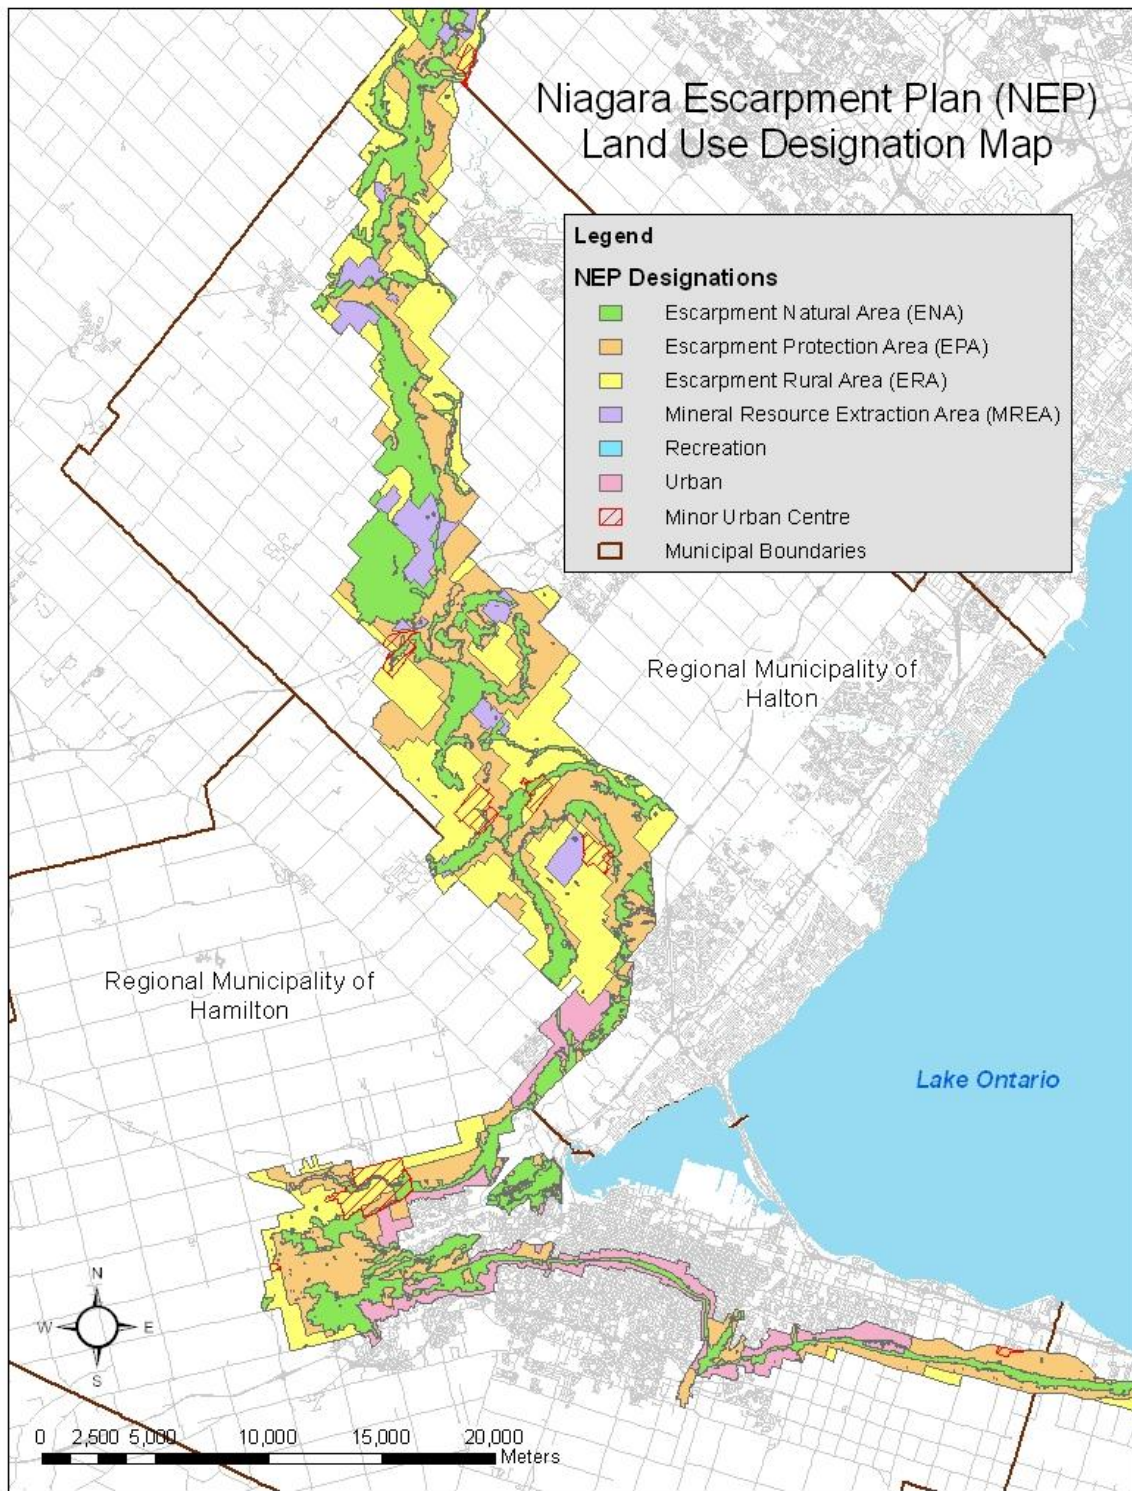 Niagara Escarpment Plan (NEP)
Land Use Designation Map
Legend
NEP Designations
Escarpment Natural Area (ENA)
Escarpment Protection Area (EPA)
Escarpment Rural Area (ERA)
Mineral Resource Extraction Area (MREA)
Recreation
Urban
Minor Urban Centre
Municipal Boundaries
Regional Municipality of
Halton
Regional Municipality of
Hamilton
Lake Ontario
N
W E
S
0 2,500 5,000 10,000 15,000 20,000
Meters